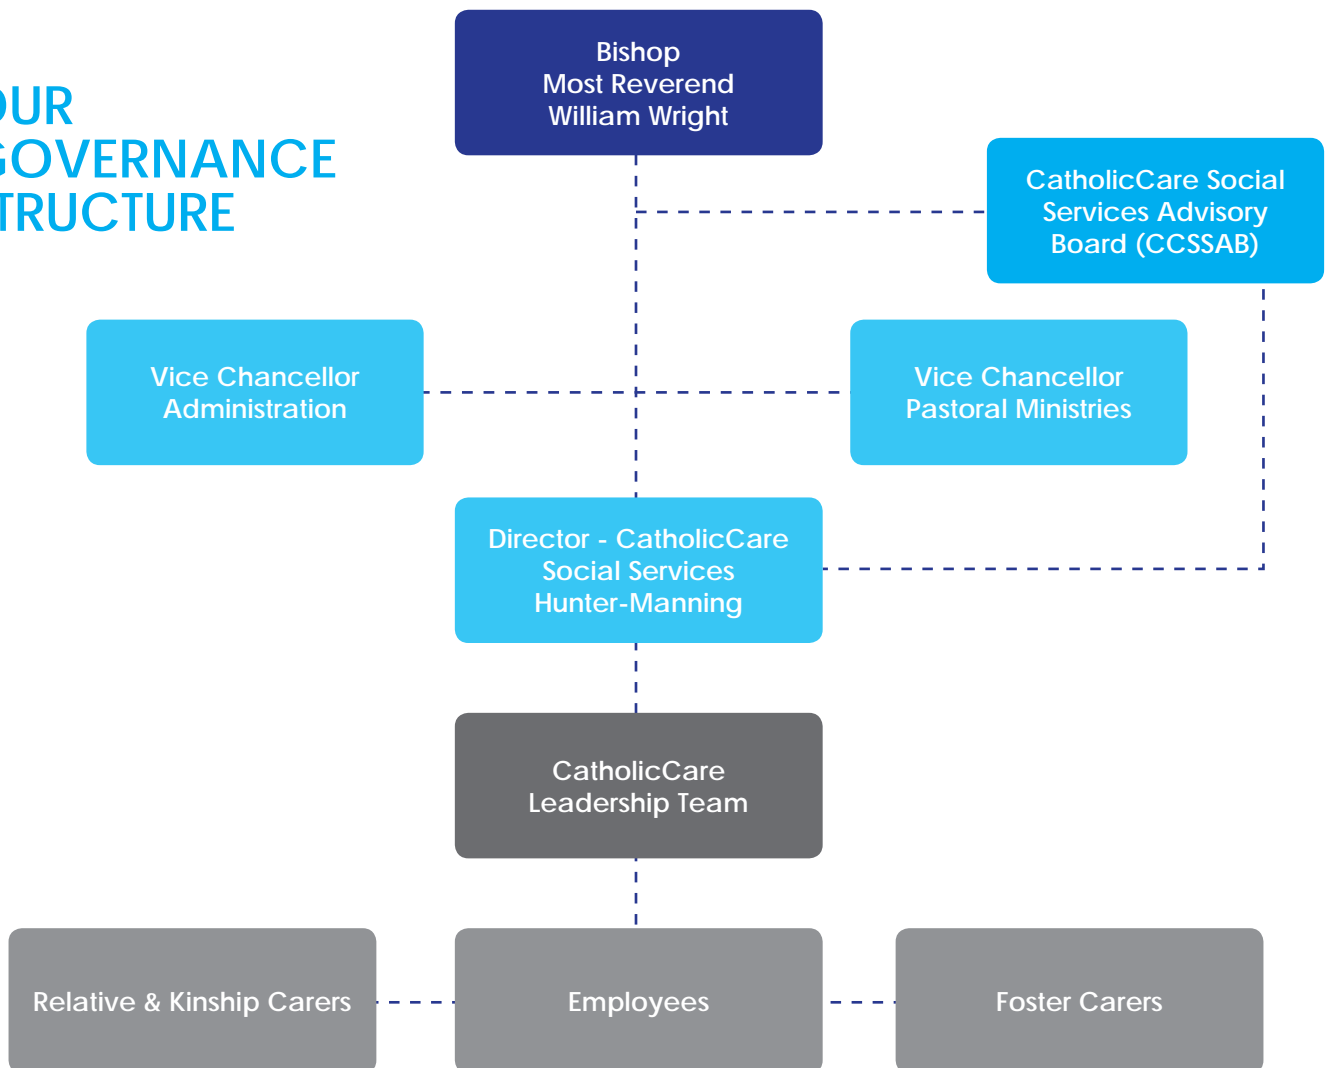 OUR
GOVERNANCE
STRUCTURE
Bishop
Most Reverend
William Wright
CatholicCare Social
Services Advisory
Board (CCSSAB)
Vice Chancellor
Administration
Vice Chancellor
Pastoral Ministries
Director - CatholicCare
Social Services
Hunter-Manning
CatholicCare
Leadership Team
Relative & Kinship Carers
Employees
Foster Carers